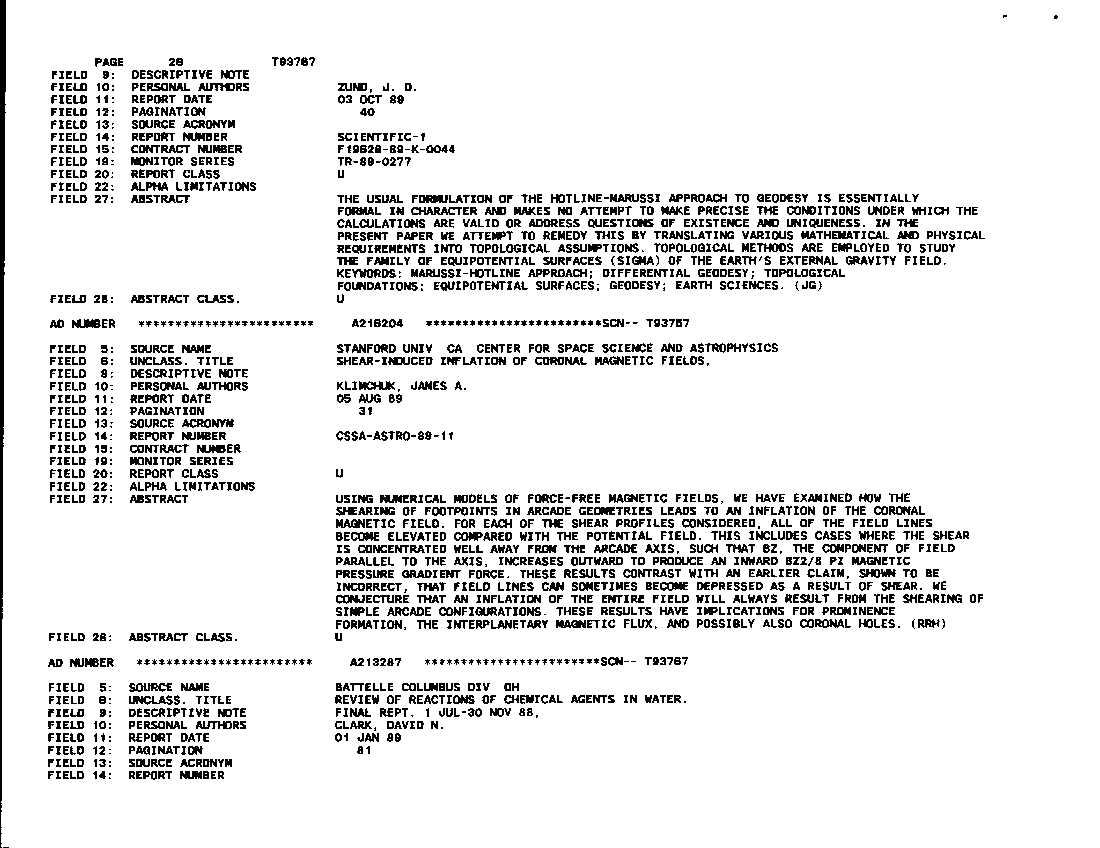 PAGE 28 T93767
FIELD 9: DESCRIPTIVE NOTE
FIELD 10: PERSONAL AUTHORS ZUND, J. D.
FIELD 11: REPORT DATE 03 OCT 89
FIELD 12: PAGINATION 40
FIELD 13: SOURCE ACRONYM
FIELD 14: REPORT NUMBER SCIENTIFIC-1
FIELD 15: CONTRACT NUMBER F19628-89-K-0044
FIELD 19: MONITOR SERIES TR-89-0277
FIELD 20: REPORT CLASS U
FIELD 22: ALPHA LIMITATIONS
FIELD 27: ABSTRACT THE USUAL FORMULATION OF THE HOTLINE-MARUSSI APPROACH TO GEODESY IS ESSENTIALLY
FORMAL IN CHARACTER AND MAKES NO ATTEMPT TO MAKE PRECISE THE CONDITIONS UNDER WHICH THE
CALCULATIONS ARE VALID OR ADDRESS QUESTIONS OF EXISTENCE AND UNIQUENESS. IN THE
PRESENT PAPER WE ATTEMPT TO REMEDY THIS BY TRANSLATING VARIOUS MATHEMATICAL AND PHYSICAL
REQUIREMENTS INTO TOPOLOGICAL ASSUMPTIONS. TOPOLOGICAL METHODS ARE EMPLOYED TO STUDY
THE FAMILY OF EQUIPOTENTIAL SURFACES (SIGMA) OF THE EARTH'S EXTERNAL GRAVITY FIELD.
KEYWORDS: MARUSSI-HOTLINE APPROACH; DIFFERENTIAL GEODESY; TOPOLOGICAL
FOUNDATIONS; EQUIPOTENTIAL SURFACES; GEODESY; EARTH SCIENCES. (JG)
FIELD 28: ABSTRACT CLASS. U
AD NUMBER ************************ A216204 ************************SCN-- T93767
FIELD 5: SOURCE NAME STANFORD UNIV CA CENTER FOR SPACE SCIENCE AND ASTROPHYSICS
FIELD 6: UNCLASS. TITLE SHEAR-INDUCED INFLATION OF CORONAL MAGNETIC FIELDS,
FIELD 9: DESCRIPTIVE NOTE
FIELD 10: PERSONAL AUTHORS KLIMCHUK, JAMES A.
FIELD 11: REPORT DATE 05 AUG 89
FIELD 12: PAGINATION 31
FIELD 13: SOURCE ACRONYM
FIELD 14: REPORT NUMBER CSSA-ASTRO-89-11
FIELD 15: CONTRACT NUMBER
FIELD 19: MONITOR SERIES
FIELD 20: REPORT CLASS U
FIELD 22: ALPHA LIMITATIONS
FIELD 27: ABSTRACT USING NUMERICAL MODELS OF FORCE-FREE MAGNETIC FIELDS, WE HAVE EXAMINED HOW THE
SHEARING OF FOOTPOINTS IN ARCADE GEOMETRIES LEADS TO AN INFLATION OF THE CORONAL
MAGNETIC FIELD. FOR EACH OF THE SHEAR PROFILES CONSIDERED, ALL OF THE FIELD LINES
BECOME ELEVATED COMPARED WITH THE POTENTIAL FIELD. THIS INCLUDES CASES WHERE THE SHEAR
IS CONCENTRATED WELL AWAY FROM THE ARCADE AXIS, SUCH THAT BZ, THE COMPONENT OF FIELD
PARALLEL TO THE AXIS, INCREASES OUTWARD TO PRODUCE AN INWARD BZ2/8 PI MAGNETIC
PRESSURE GRADIENT FORCE. THESE RESULTS CONTRAST WITH AN EARLIER CLAIM, SHOWN TO BE
INCORRECT, THAT FIELD LINES CAN SOMETIMES BECOME DEPRESSED AS A RESULT OF SHEAR. WE
CONJECTURE THAT AN INFLATION OF THE ENTIRE FIELD WILL ALWAYS RESULT FROM THE SHEARING OF
SIMPLE ARCADE CONFIGURATIONS. THESE RESULTS HAVE IMPLICATIONS FOR PROMINENCE
FORMATION, THE INTERPLANETARY MAGNETIC FLUX, AND POSSIBLY ALSO CORONAL HOLES. (RRH)
FIELD 28: ABSTRACT CLASS. U
AD NUMBER ************************ A213287 ************************SCN-- T93767
FIELD 5: SOURCE NAME BATTELLE COLUMBUS DIV OH
FIELD 6: UNCLASS. TITLE REVIEW OF REACTIONS OF CHEMICAL AGENTS IN WATER.
FIELD 9: DESCRIPTIVE NOTE FINAL REPT. 1 JUL-30 NOV 88,
FIELD 10: PERSONAL AUTHORS CLARK, DAVID N.
FIELD 11: REPORT DATE 01 JAN 89
FIELD 12: PAGINATION 81
FIELD 13: SOURCE ACRONYM
FIELD 14: REPORT NUMBER